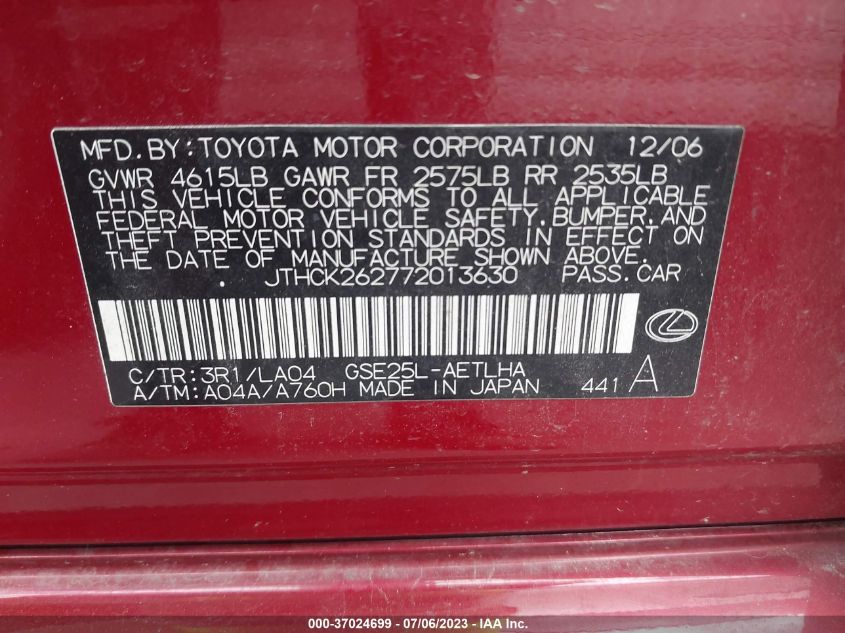 MFD. BY: TOYOTA MOTOR CORPORATION 12/06
GVWR 4615LB GAWR FR 2575LB RR 2535LB
THIS VEHICLE CONFORMS TO ALL APPLICABLE
FEDERAL MOTOR VEHICLE SAFETY, BUMPER, AND
THEFT PREVENTION STANDARDS IN EFFECT ON
THE DATE OF MANUFACTURE SHOWN ABOVE.
JTHCK262772013630 PASS. CAR
C/TR: 3R1/LA04 GSE25L-AETLHA
A/TM: A04A/A760H MADE IN JAPAN 441 A
000-37024699 - 07/06/2023 - IAA Inc.